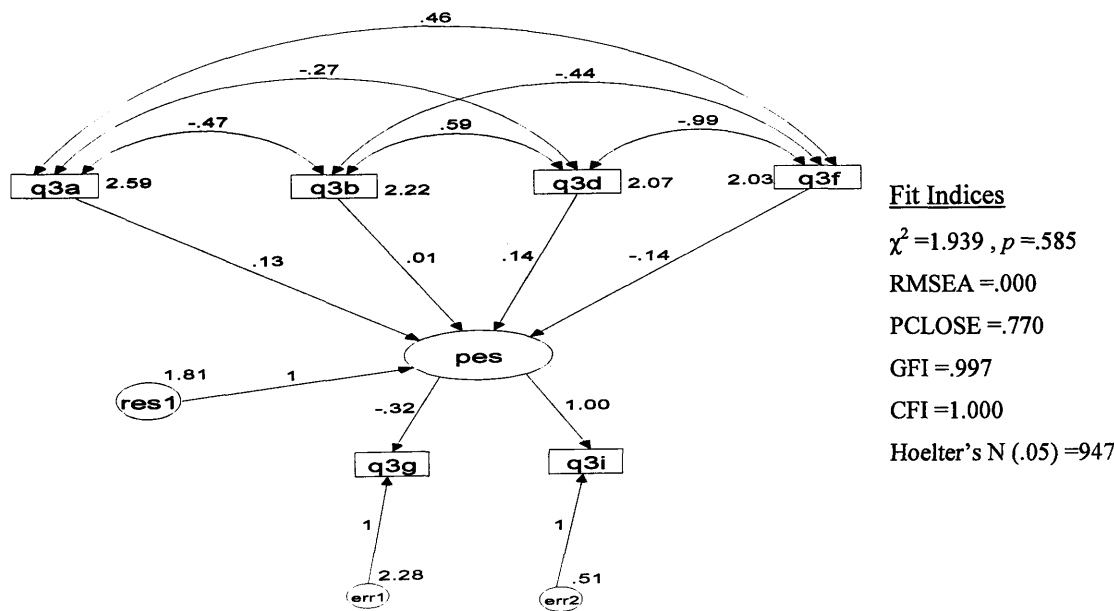 .46
-.27
-.44
-.47
.59
-.99
q3a 2.59
q3b 2.22
q3d 2.07
2.03 q3f
Fit Indices
χ² =1.939 , p =.585
RMSEA =.000
PCLOSE =.770
GFI =.997
CFI =1.000
Hoelter's N (.05) =947
.13
.01
.14
-.14
pes
1.81
1
res1
-.32
1.00
q3g
q3i
1
1
2.28
.51
err1
err2